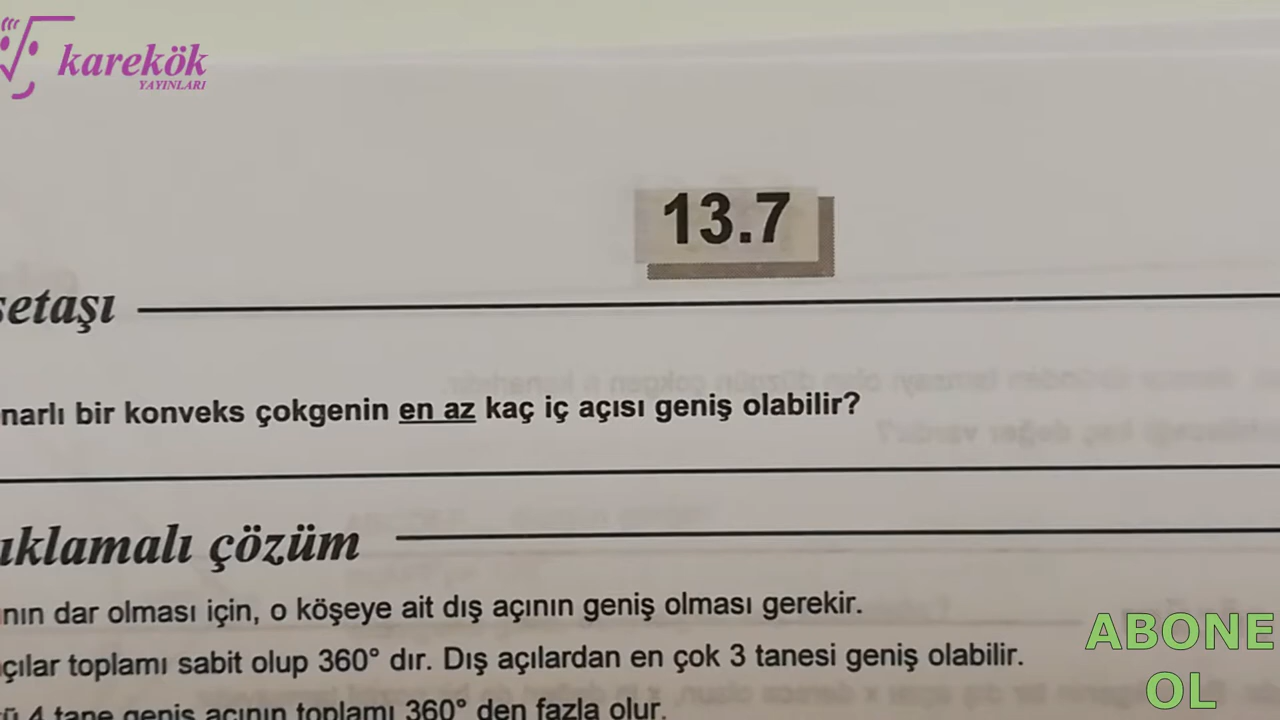 karekök
YAYINLARI
13.7
setaşı
narlı bir konveks çokgenin en az kaç iç açısı geniş olabilir?
ıklamalı çözüm
nın dar olması için, o köşeye ait dış açının geniş olması gerekir.
çılar toplamı sabit olup 360° dır. Dış açılardan en çok 3 tanesi geniş olabilir.
ü 4 tane geniş açının toplamı 360° den fazla olur.
ABONE
OL